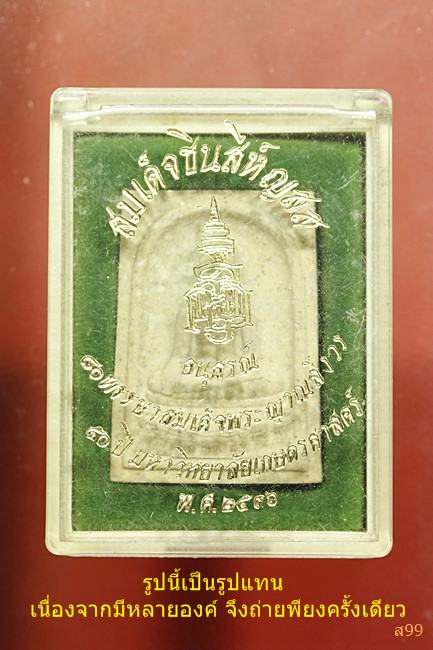 สมเด็จชินสีห์ญสส
อนุสรณ์
๘๐ พรรษาสมเด็จพระญาณสังวร
๕๐ ปี มหาวิทยาลัยเกษตรศาสตร์
พ.ศ.๒๕๓๖
รูปนี้เป็นรูปแทน
เนื่องจากมีหลายองค์ จึงถ่ายพียงครั้งเดียว
ส99